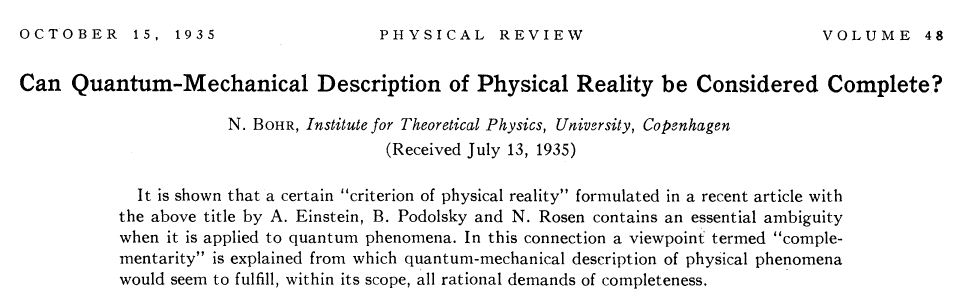 OCTOBER 15, 1935 PHYSICAL REVIEW VOLUME 48
Can Quantum-Mechanical Description of Physical Reality be Considered Complete?
N. BOHR, Institute for Theoretical Physics, University, Copenhagen
(Received July 13, 1935)
It is shown that a certain “criterion of physical reality” formulated in a recent article with
the above title by A. Einstein, B. Podolsky and N. Rosen contains an essential ambiguity
when it is applied to quantum phenomena. In this connection a viewpoint termed “comple-
mentarity” is explained from which quantum-mechanical description of physical phenomena
would seem to fulfill, within its scope, all rational demands of completeness.